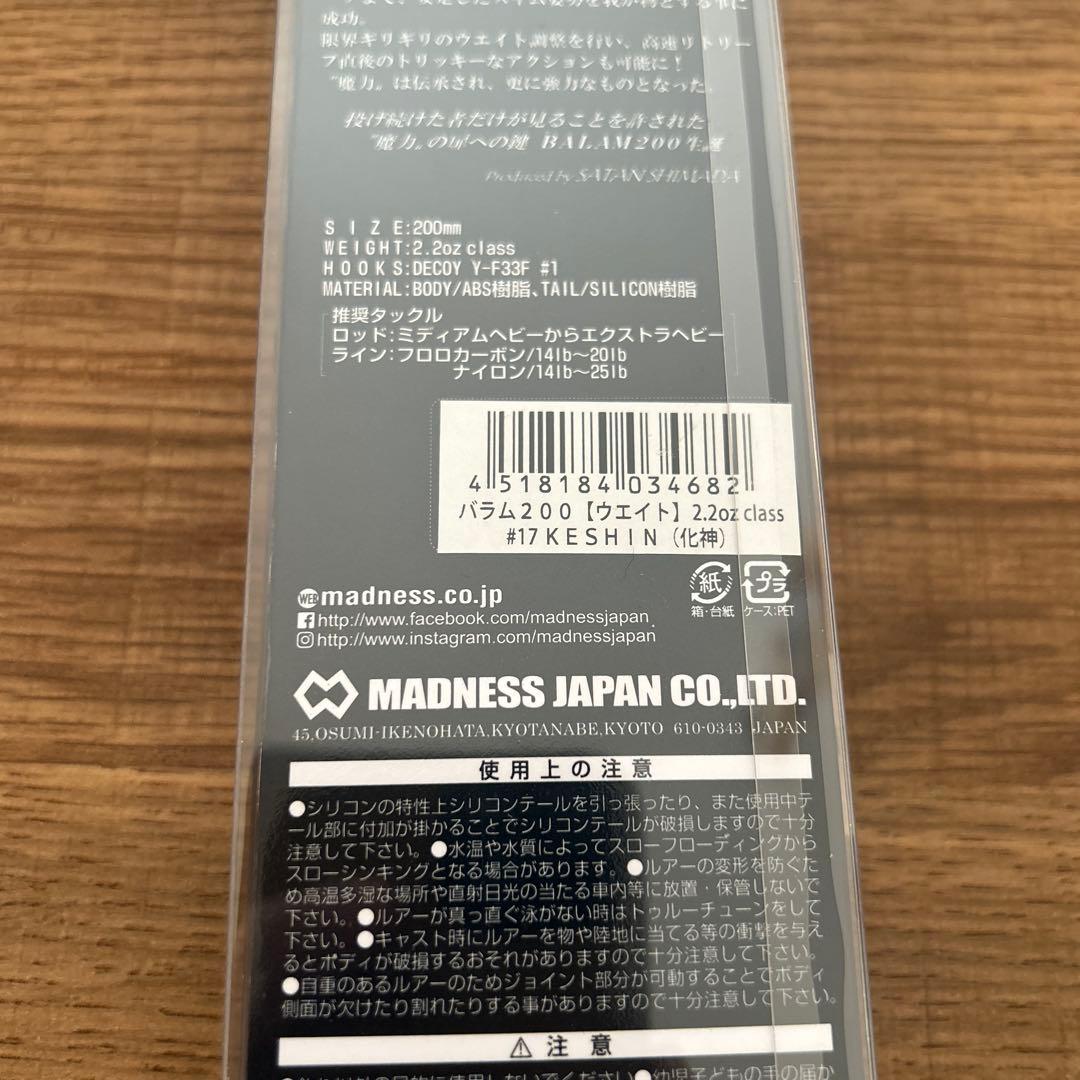 成功。
限界ギリギリのウエイト調整を行い、高速リトリー
ブ直後のトリッキーなアクションも可能に！
"魔力"は伝承され、更に強力なものとなった。
投げ続けた者だけが見ることを許された
"魔力"の扉への鍵 BALAM200生誕
Produced by SATAN SHIMADA
SIZE:200mm
WEIGHT:2.2oz class
HOOKS:DECOY Y-F33F #1
MATERIAL:BODY/ABS樹脂、TAIL/SILICON樹脂
推奨タックル
ロッド:ミディアムヘビーからエクストラヘビー
ライン:フロロカーボン/14lb～20lb
ナイロン/14lb～25lb
4 518184 034682
バラム200【ウエイト】2.2oz class
#17 KESHIN（化神）
紙 プラ
箱・台紙 ケース:PET
WEB madness.co.jp
http://www.facebook.com/madnessjapan
http://www.instagram.com/madnessjapan
MADNESS JAPAN CO.,LTD.
45,OSUMI-IKENOHATA,KYOTANABE,KYOTO 610-0343 JAPAN
使用上の注意
●シリコンの特性上シリコンテールを引っ張ったり、また使用中テ
ール部に付加が掛かることでシリコンテールが破損しますので十分
注意して下さい。●水温や水質によってスローフローディングから
スローシンキングとなる場合があります。●ルアーの変形を防ぐた
め高温多湿な場所や直射日光の当たる車内等に放置・保管しないで
下さい。●ルアーが真っ直ぐ泳がない時はトゥルーチューンをして
下さい。●キャスト時にルアーを物や陸地に当てる等の衝撃を与え
るとボディが破損するおそれがありますので十分注意して下さい。
●自重のあるルアーのためジョイント部分が可動することでボディ
側面が欠けたり割れたりする事がありますので十分注意して下さい。
⚠注意